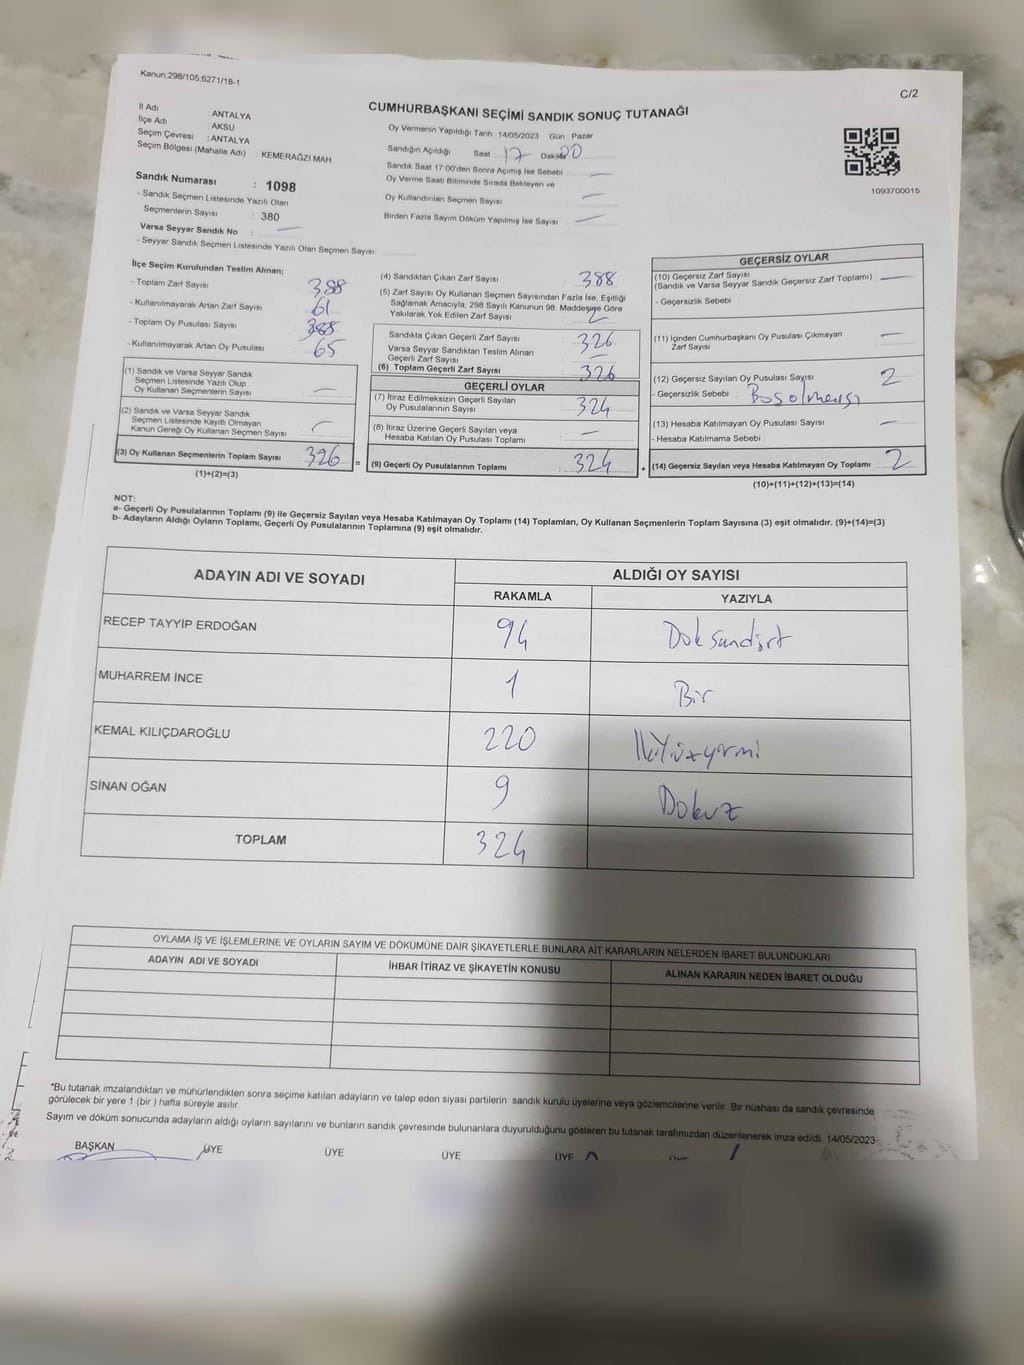 Kanun;298/105,6271/18-1
C/2
CUMHURBAŞKANI SEÇİMİ SANDIK SONUÇ TUTANAĞI
İl Adı ANTALYA
İlçe Adı AKSU
Seçim Çevresi : ANTALYA
Seçim Bölgesi (Mahalle Adı) : KEMERAĞZI MAH.
Oy Vermenin Yapıldığı Tarih 14/05/2023 Gün : Pazar
Sandığın Açıldığı Saat 17 Dakika 00
Sandık Saat 17:00'den Sonra Açılmış İse Sebebi —
Oy Verme Saati Bitiminde Sırada Bekleyen ve
Oy Kullandırılan Seçmen Sayısı —
Birden Fazla Sayım Döküm Yapılmış İse Sayısı —
1093700015
Sandık Numarası : 1098
- Sandık Seçmen Listesinde Yazılı Olan
Seçmenlerin Sayısı : 380
Varsa Seyyar Sandık No : —
- Seyyar Sandık Seçmen Listesinde Yazılı Olan Seçmen Sayısı:
İlçe Seçim Kurulundan Teslim Alınan;
- Toplam Zarf Sayısı 388
- Kullanılmayarak Artan Zarf Sayısı 61
- Toplam Oy Pusulası Sayısı
- Kullanılmayarak Artan Oy Pusulası 65
(1) Sandık ve Varsa Seyyar Sandık
Seçmen Listesinde Yazılı Olup
Oy Kullanan Seçmenlerin Sayısı —
(2) Sandık ve Varsa Seyyar Sandık
Seçmen Listesinde Kayıtlı Olmayan
Kanun Gereği Oy Kullanan Seçmen Sayısı
(3) Oy Kullanan Seçmenlerin Toplam Sayısı : 326 =
(1)+(2)=(3)
(4) Sandıktan Çıkan Zarf Sayısı : 388
(5) Zarf Sayısı Oy Kullanan Seçmen Sayısından Fazla İse, Eşitliği
Sağlamak Amacıyla; 298 Sayılı Kanunun 98. Maddesine Göre
Yakılarak Yok Edilen Zarf Sayısı : 2
Sandıkta Çıkan Geçerli Zarf Sayısı : 326
Varsa Seyyar Sandıktan Teslim Alınan
Geçerli Zarf Sayısı : —
(6) Toplam Geçerli Zarf Sayısı : 326
GEÇERLİ OYLAR
(7) İtiraz Edilmeksizin Geçerli Sayılan
Oy Pusulalarının Sayısı : 324
(8) İtiraz Üzerine Geçerli Sayılan veya
Hesaba Katılan Oy Pusulası Toplamı : —
(9) Geçerli Oy Pusulalarının Toplamı : 324 +
GEÇERSİZ OYLAR
(10) Geçersiz Zarf Sayısı
(Sandık ve Varsa Seyyar Sandık Geçersiz Zarf Toplamı) : —
- Geçersizlik Sebebi :
(11) İçinden Cumhurbaşkanı Oy Pusulası Çıkmayan
Zarf Sayısı : —
(12) Geçersiz Sayılan Oy Pusulası Sayısı : 2
- Geçersizlik Sebebi : Boş olması
(13) Hesaba Katılmayan Oy Pusulası Sayısı : —
- Hesaba Katılmama Sebebi :
(14) Geçersiz Sayılan veya Hesaba Katılmayan Oy Toplamı : 2
(10)+(11)+(12)+(13)=(14)
NOT:
a- Geçerli Oy Pusulalarının Toplamı (9) ile Geçersiz Sayılan veya Hesaba Katılmayan Oy Toplamı (14) Toplamları, Oy Kullanan Seçmenlerin Toplam Sayısına (3) eşit olmalıdır. (9)+(14)=(3)
b- Adayların Aldığı Oyların Toplamı, Geçerli Oy Pusulalarının Toplamına (9) eşit olmalıdır.
ADAYIN ADI VE SOYADI ALDIĞI OY SAYISI
RAKAMLA YAZIYLA
RECEP TAYYİP ERDOĞAN 94 Doksandört
MUHARREM İNCE 1 Bir
KEMAL KILIÇDAROĞLU 220 İkiYüzyirmi
SİNAN OĞAN 9 Dokuz
TOPLAM 324
OYLAMA İŞ VE İŞLEMLERİNE VE OYLARIN SAYIM VE DÖKÜMÜNE DAİR ŞİKAYETLERLE BUNLARA AİT KARARLARIN NELERDEN İBARET BULUNDUKLARI
ADAYIN ADI VE SOYADI İHBAR İTİRAZ VE ŞİKAYETİN KONUSU ALINAN KARARIN NEDEN İBARET OLDUĞU
*Bu tutanak imzalandıktan ve mühürlendikten sonra seçime katılan adayların ve talep eden siyasi partilerin sandık kurulu üyelerine veya gözlemcilerine verilir. Bir nüshası da sandık çevresinde
görülecek bir yere 1 (bir ) hafta süreyle asılır.
Sayım ve döküm sonucunda adayların aldığı oyların sayılarını ve bunların sandık çevresinde bulunanlara duyurulduğunu gösteren bu tutanak tarafımızdan düzenlenerek imza edildi. 14/05/2023
BAŞKAN ÜYE ÜYE ÜYE ÜYE ÜYE